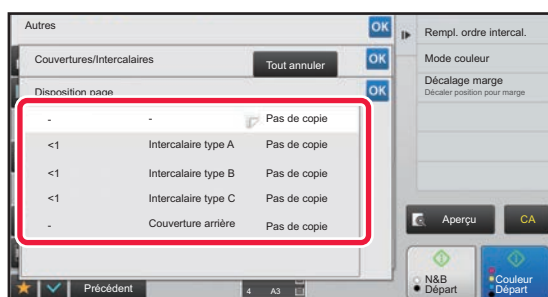 Autres
OK
Couvertures/Intercalaires
Tout annuler
OK
Disposition page
OK
- - Pas de copie
<1 Intercalaire type A Pas de copie
<1 Intercalaire type B Pas de copie
<1 Intercalaire type C Pas de copie
- Couverture arrière Pas de copie
Précédent
4 A3
Rempl. ordre intercal.
Mode couleur
Décalage marge
Décaler position pour marge
Aperçu
CA
N&B
Départ
Couleur
Départ